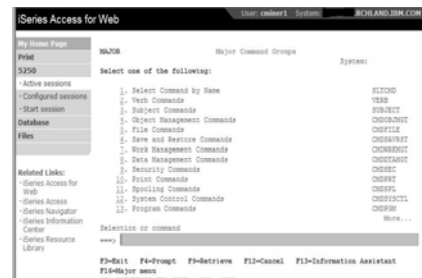 iSeries Access for Web
User: cminer1 System: RCHLAND.IBM.COM
My Home Page
Print
5250
Active sessions
Configured sessions
Start session
Database
Files
Related Links:
iSeries Access for Web
iSeries Access
iSeries Navigator
iSeries Information Center
iSeries Resource Library
MAJOR Major Command Groups
System:
Select one of the following:
1. Select Command by Name SLTCMD
2. Verb Commands VERB
3. Subject Commands SUBJECT
4. Object Management Commands CMDOBJMGT
5. File Commands CMDFILE
6. Save and Restore Commands CMDSAVRST
7. Work Management Commands CMDWRKMGT
8. Data Management Commands CMDDTAMGT
9. Security Commands CMDSEC
10. Print Commands CMDPRT
11. Spooling Commands CMDSPL
12. System Control Commands CMDSYSCTL
13. Program Commands CMDPGM
More...
Selection or command
===>
F3=Exit F4=Prompt F9=Retrieve F12=Cancel F13=Information Assistant
F16=Major menu